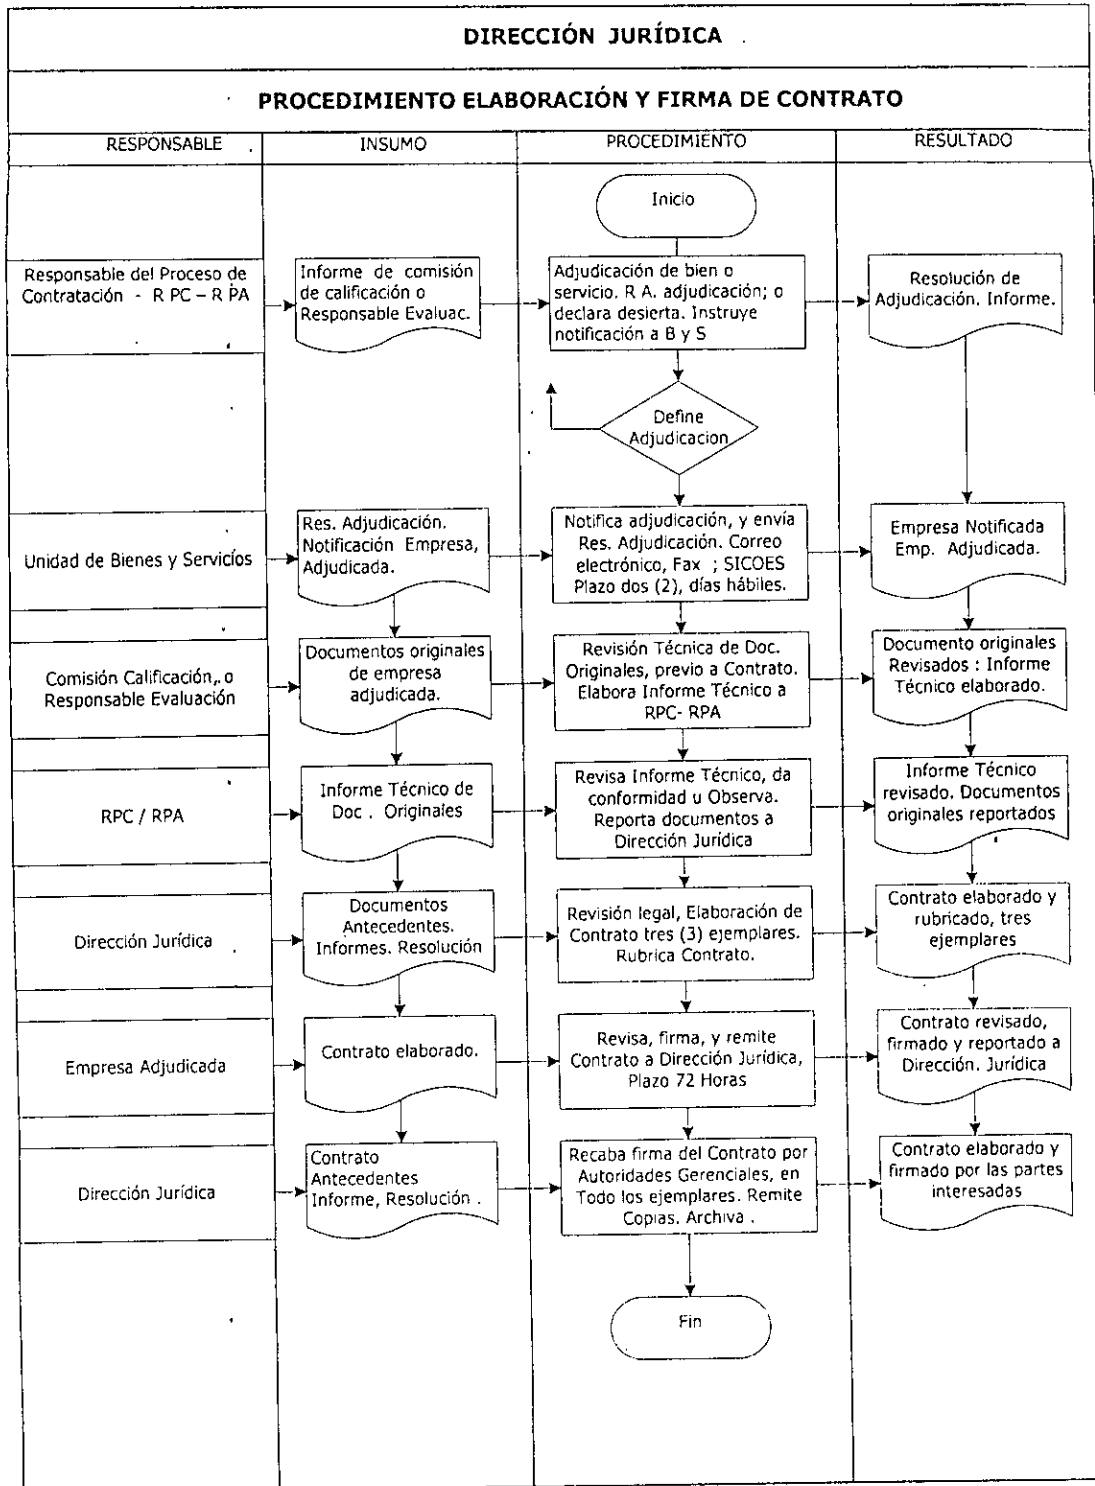 DIRECCIÓN JURÍDICA
PROCEDIMIENTO ELABORACIÓN Y FIRMA DE CONTRATO
RESPONSABLE
INSUMO
PROCEDIMIENTO
RESULTADO
Inicio
Responsable del Proceso de
Contratación - R PC – R PA
Informe de comisión
de calificación o
Responsable Evaluac.
Adjudicación de bien o
servicio. R A. adjudicación; o
declara desierta. Instruye
notificación a B y S
Resolución de
Adjudicación. Informe.
Define
Adjudicacion
Unidad de Bienes y Servicios
Res. Adjudicación.
Notificación Empresa,
Adjudicada.
Notifica adjudicación, y envía
Res. Adjudicación. Correo
electrónico, Fax ; SICOES
Plazo dos (2), días hábiles.
Empresa Notificada
Emp. Adjudicada.
Comisión Calificación, o
Responsable Evaluación
Documentos originales
de empresa
adjudicada.
Revisión Técnica de Doc.
Originales, previo a Contrato.
Elabora Informe Técnico a
RPC- RPA
Documento originales
Revisados : Informe
Técnico elaborado.
RPC / RPA
Informe Técnico de
Doc . Originales
Revisa Informe Técnico, da
conformidad u Observa.
Reporta documentos a
Dirección Jurídica
Informe Técnico
revisado. Documentos
originales reportados
Dirección Jurídica
Documentos
Antecedentes.
Informes. Resolución
Revisión legal, Elaboración de
Contrato tres (3) ejemplares.
Rubrica Contrato.
Contrato elaborado y
rubricado, tres
ejemplares
Empresa Adjudicada
Contrato elaborado.
Revisa, firma, y remite
Contrato a Dirección Jurídica,
Plazo 72 Horas
Contrato revisado,
firmado y reportado a
Dirección. Jurídica
Dirección Jurídica
Contrato
Antecedentes
Informe, Resolución .
Recaba firma del Contrato por
Autoridades Gerenciales, en
Todo los ejemplares. Remite
Copias. Archiva .
Contrato elaborado y
firmado por las partes
interesadas
Fin